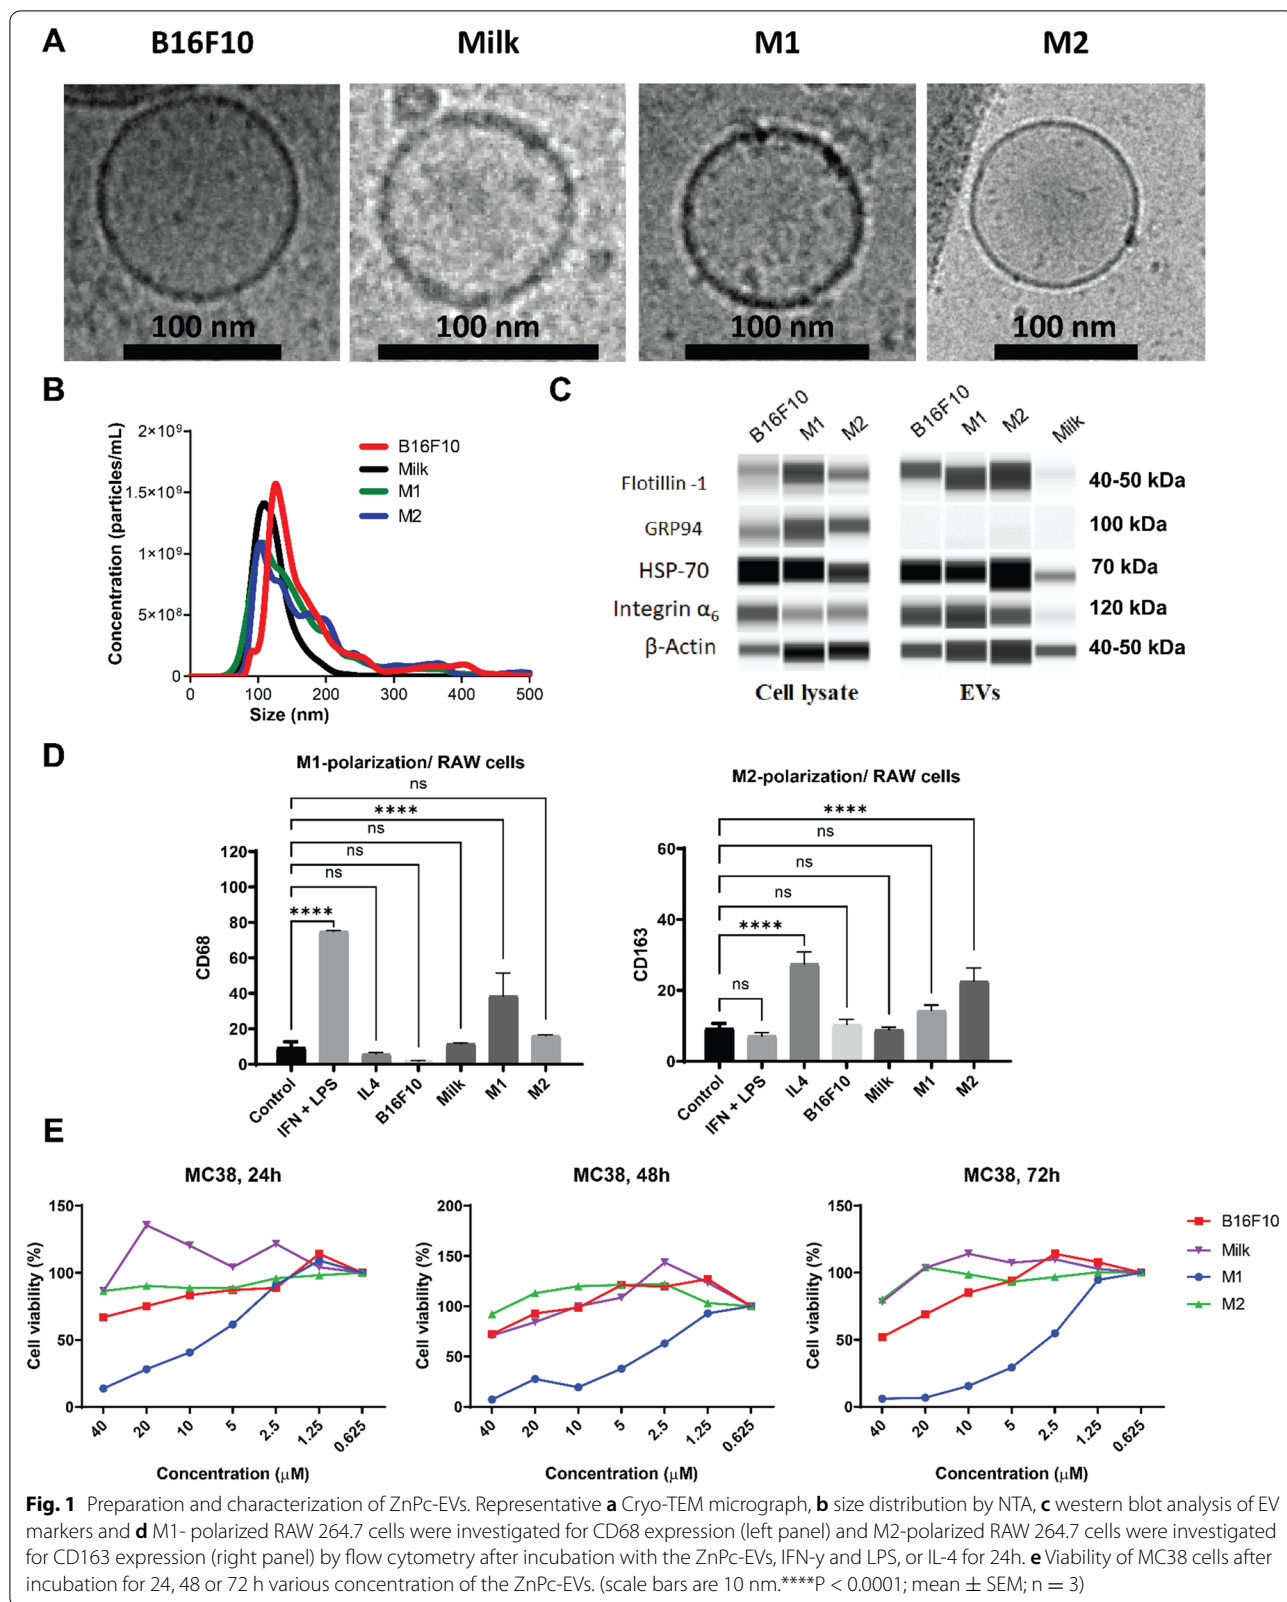 A
B16F10
Milk
M1
M2
100 nm
100 nm
100 nm
100 nm
B
Concentration (particles/mL)
2×10⁹
1.5×10⁹
1×10⁹
5×10⁸
0
0
100
200
300
400
500
Size (nm)
B16F10
Milk
M1
M2
C
B16F10
M1
M2
B16F10
M1
M2
Milk
Flotillin -1
40-50 kDa
GRP94
100 kDa
HSP-70
70 kDa
Integrin α₆
120 kDa
β-Actin
40-50 kDa
Cell lysate
EVs
D
M1-polarization/ RAW cells
ns
****
ns
ns
ns
****
CD68
120
100
80
60
40
20
0
Control
IFN + LPS
IL4
B16F10
Milk
M1
M2
M2-polarization/ RAW cells
****
ns
ns
ns
****
ns
CD163
60
40
20
0
Control
IFN + LPS
IL4
B16F10
Milk
M1
M2
E
MC38, 24h
Cell viability (%)
150
100
50
0
40
20
10
5
2.5
1.25
0.625
Concentration (μM)
MC38, 48h
Cell viability (%)
200
150
100
50
0
40
20
10
5
2.5
1.25
0.625
Concentration (μM)
MC38, 72h
Cell viability (%)
150
100
50
0
40
20
10
5
2.5
1.25
0.625
Concentration (μM)
B16F10
Milk
M1
M2
Fig. 1 Preparation and characterization of ZnPc-EVs. Representative a Cryo-TEM micrograph, b size distribution by NTA, c western blot analysis of EV
markers and d M1- polarized RAW 264.7 cells were investigated for CD68 expression (left panel) and M2-polarized RAW 264.7 cells were investigated
for CD163 expression (right panel) by flow cytometry after incubation with the ZnPc-EVs, IFN-y and LPS, or IL-4 for 24h. e Viability of MC38 cells after
incubation for 24, 48 or 72 h various concentration of the ZnPc-EVs. (scale bars are 10 nm.****P < 0.0001; mean ± SEM; n = 3)